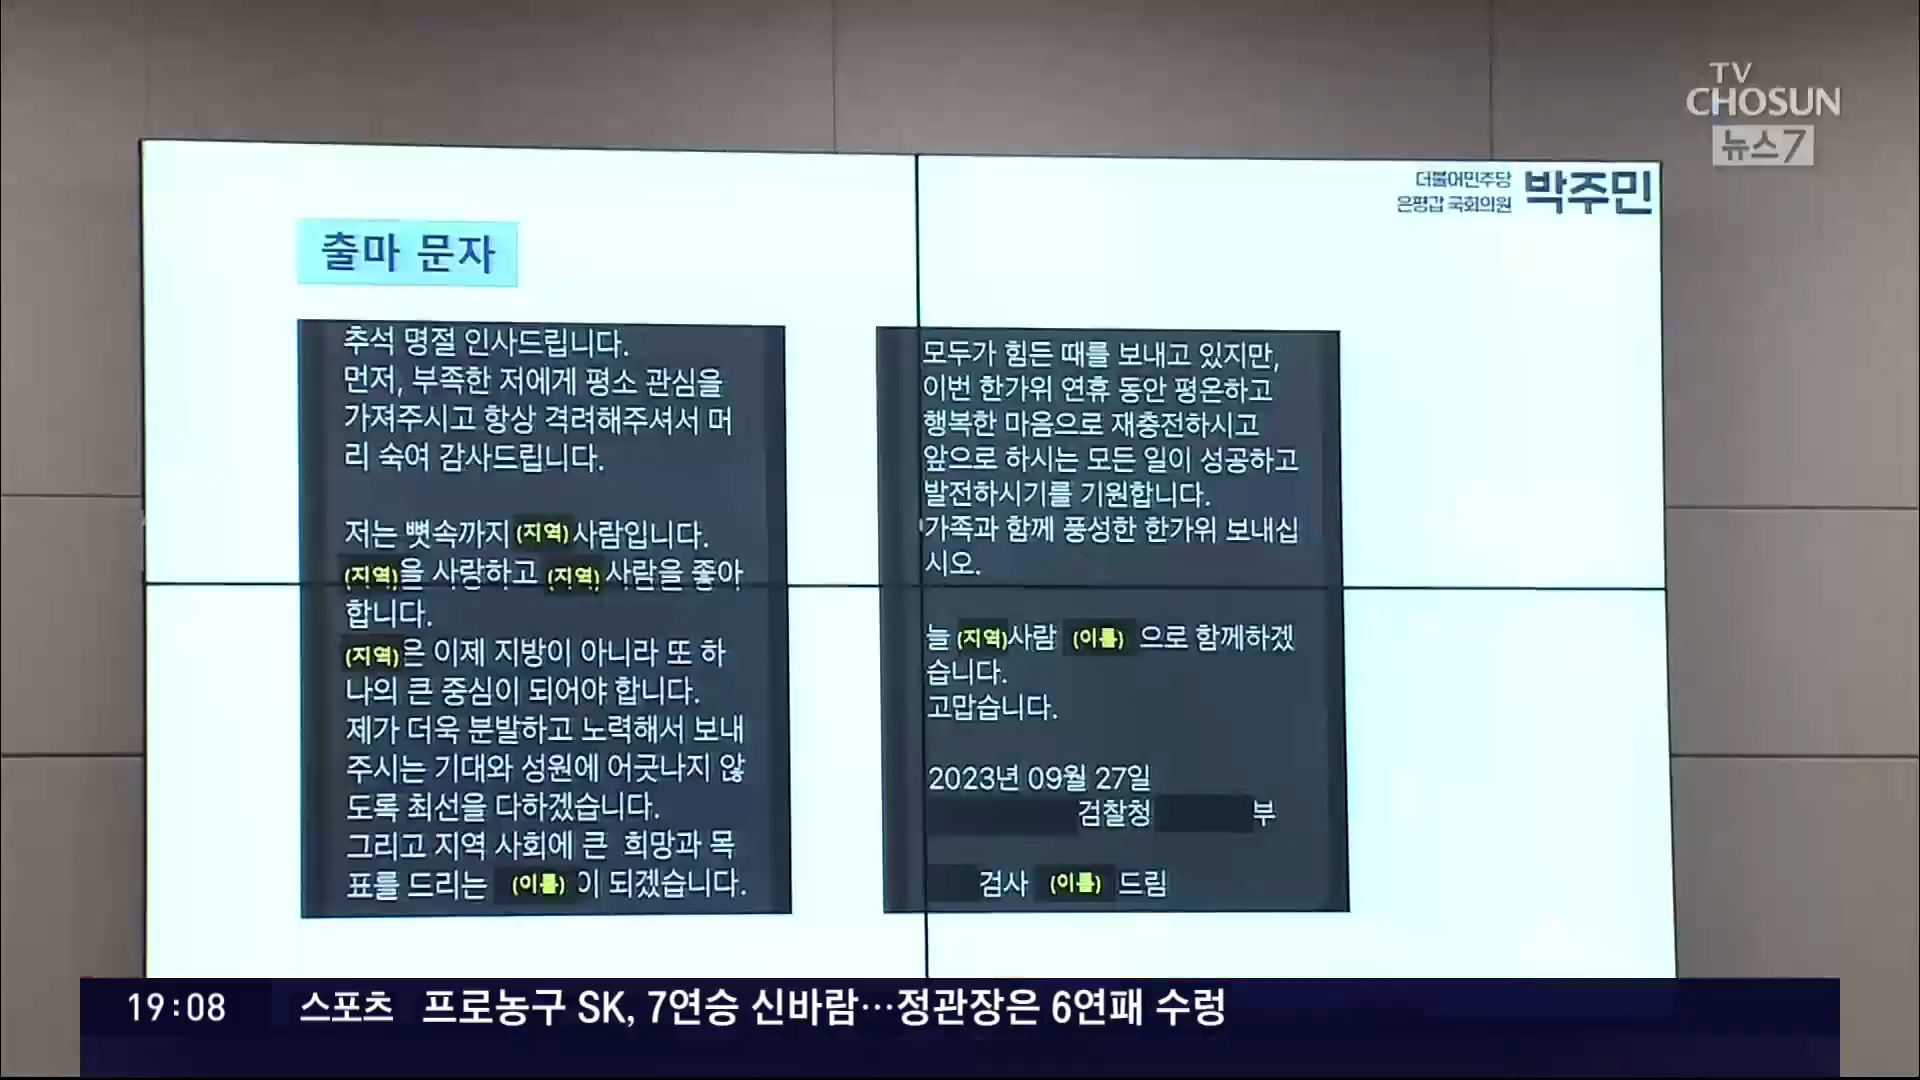 TV
CHOSUN
뉴스7
더불어민주당
은평갑 국회의원
박주민
출마 문자
추석 명절 인사드립니다.
먼저, 부족한 저에게 평소 관심을
가져주시고 항상 격려해주셔서 머
리 숙여 감사드립니다.
저는 뼛속까지 (지역) 사람입니다.
(지역)을 사랑하고 (지역) 사람을 좋아
합니다.
(지역)은 이제 지방이 아니라 또 하
나의 큰 중심이 되어야 합니다.
제가 더욱 분발하고 노력해서 보내
주시는 기대와 성원에 어긋나지 않
도록 최선을 다하겠습니다.
그리고 지역 사회에 큰 희망과 목
표를 드리는 (이름)이 되겠습니다.
모두가 힘든 때를 보내고 있지만,
이번 한가위 연휴 동안 평온하고
행복한 마음으로 재충전하시고
앞으로 하시는 모든 일이 성공하고
발전하시기를 기원합니다.
가족과 함께 풍성한 한가위 보내십
시오.
늘 (지역)사람 (이름) 으로 함께하겠
습니다.
고맙습니다.
2023년 09월 27일
검찰청 부
검사 (이름) 드림
19:08 스포츠 프로농구 SK, 7연승 신바람…정관장은 6연패 수렁